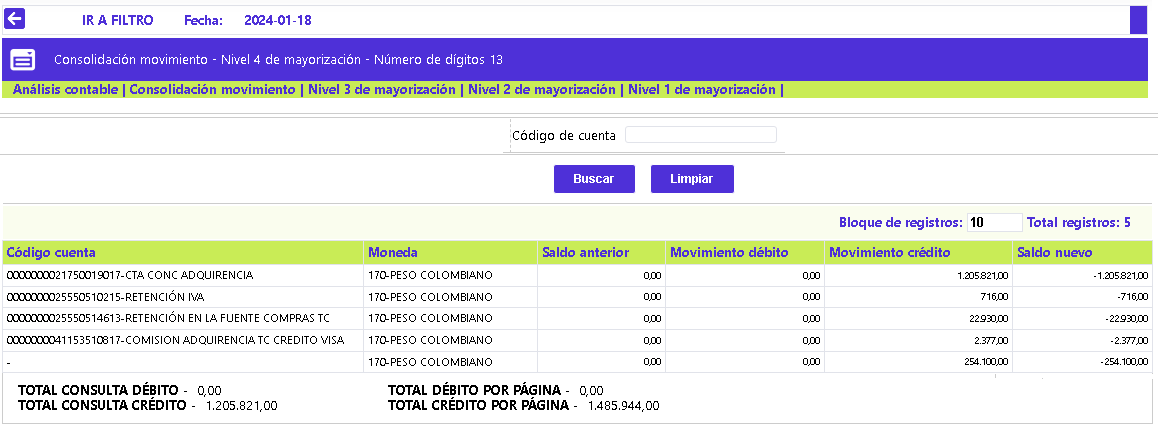 IR A FILTRO Fecha: 2024-01-18
Consolidación movimiento - Nivel 4 de mayorización - Número de dígitos 13
Análisis contable | Consolidación movimiento | Nivel 3 de mayorización | Nivel 2 de mayorización | Nivel 1 de mayorización |
Código de cuenta
Buscar Limpiar
Bloque de registros: 10 Total registros: 5
Código cuenta Moneda Saldo anterior Movimiento débito Movimiento crédito Saldo nuevo
0000000021750019017-CTA CONC ADQUIRENCIA 170-PESO COLOMBIANO 0,00 0,00 1.205.821,00 -1.205.821,00
0000000025550510215-RETENCIÓN IVA 170-PESO COLOMBIANO 0,00 0,00 716,00 -716,00
0000000025550514613-RETENCIÓN EN LA FUENTE COMPRAS TC 170-PESO COLOMBIANO 0,00 0,00 22.930,00 -22.930,00
0000000041153510817-COMISION ADQUIRENCIA TC CREDITO VISA 170-PESO COLOMBIANO 0,00 0,00 2.377,00 -2.377,00
- 170-PESO COLOMBIANO 0,00 0,00 254.100,00 -254.100,00
TOTAL CONSULTA DÉBITO - 0,00 TOTAL DÉBITO POR PÁGINA - 0,00
TOTAL CONSULTA CRÉDITO - 1.205.821,00 TOTAL CRÉDITO POR PÁGINA - 1.485.944,00